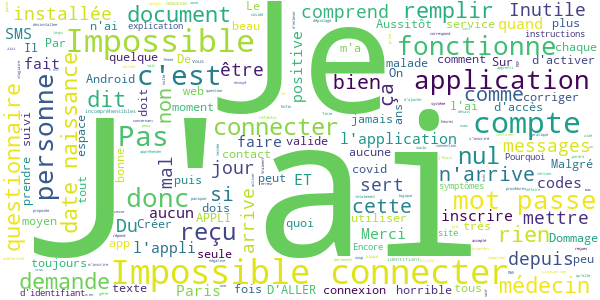 installée
document
n'ai
explication
Le
beau
comprend
remplir
Inutile
Aussitôt
service
quand
plus
instructions
SMS
Il
Par
Impossible
Je
m'a
fonctionne
chaque
quelque
De
vous
malade
comment
Sur
d'activer
fait
Android
c'est
être
positive
bien
On
application
personne
dit
doit
web
question
non
moment
ça
ans
l'ai
comme
corriger
d'accès
incompréhensibles
questionnaire
date naissance
suivi
espace
Pas
connecter
jamais
compte
J'ai
faire
valide
l'application
messages
prendre
tout
bonne
mal
contact
aucune
nul
Pourquoi
Malgré
puis
jour
peut
ET
covid
sert
n'arrive
symptômes
codes
donc
si
cette
mot passe
moyen
aucun
APPLI
dois
arrive
quoi
utiliser
inscrire
mettre
Du
Créer
reçu
Merci
site
très
rien
Dommage
app
l'appli
seule
Encore
toujours
depuis
peu
demande
Impossible connecter
médecin
d'identifiant
texte
Paris
fois
D'ALLER
connexion
horrible
tous
qu'elle